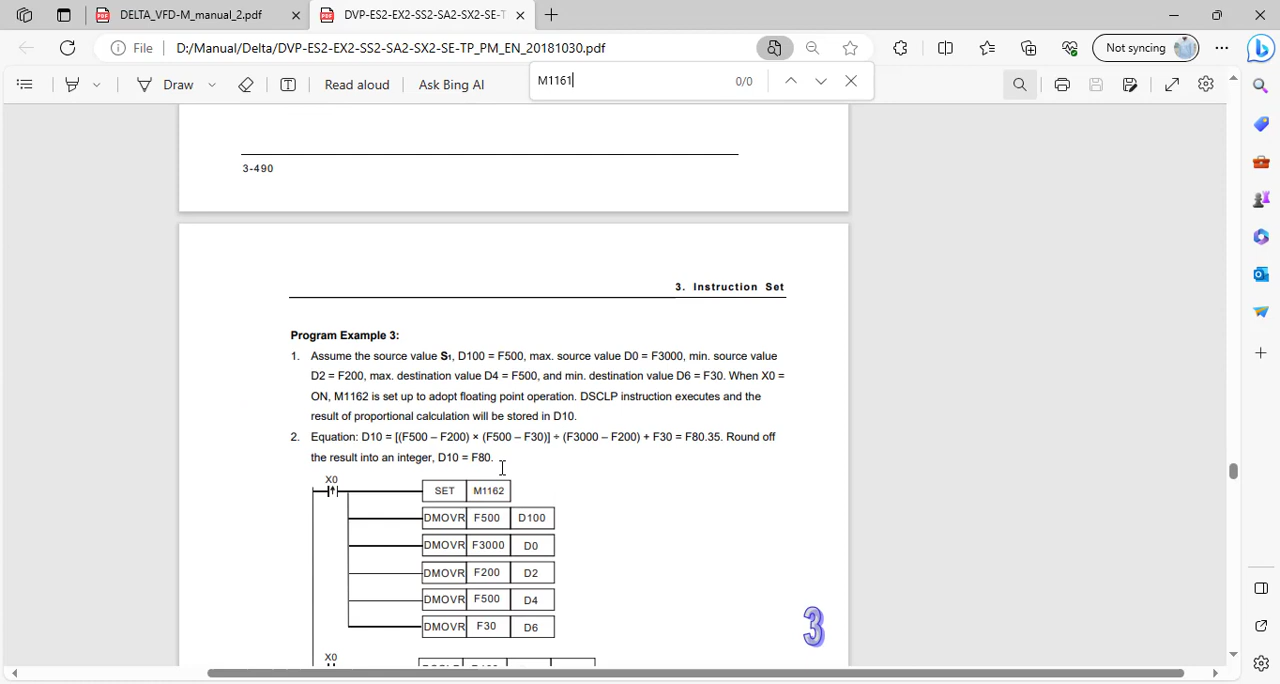 DELTA_VFD-M_manual_2.pdf
DVP-ES2-EX2-SS2-SA2-SX2-SE-T
File
D:/Manual/Delta/DVP-ES2-EX2-SS2-SA2-SX2-SE-TP_PM_EN_20181030.pdf
Not syncing
Draw
Read aloud
Ask Bing AI
M1161
0/0
3-490
3. Instruction Set
Program Example 3:
1. Assume the source value S1, D100 = F500, max. source value D0 = F3000, min. source value
D2 = F200, max. destination value D4 = F500, and min. destination value D6 = F30. When X0 =
ON, M1162 is set up to adopt floating point operation. DSCLP instruction executes and the
result of proportional calculation will be stored in D10.
2. Equation: D10 = [(F500 – F200) × (F500 – F30)] ÷ (F3000 – F200) + F30 = F80.35. Round off
the result into an integer, D10 = F80.
X0
SET M1162
DMOVR F500 D100
DMOVR F3000 D0
DMOVR F200 D2
DMOVR F500 D4
DMOVR F30 D6
3
X0